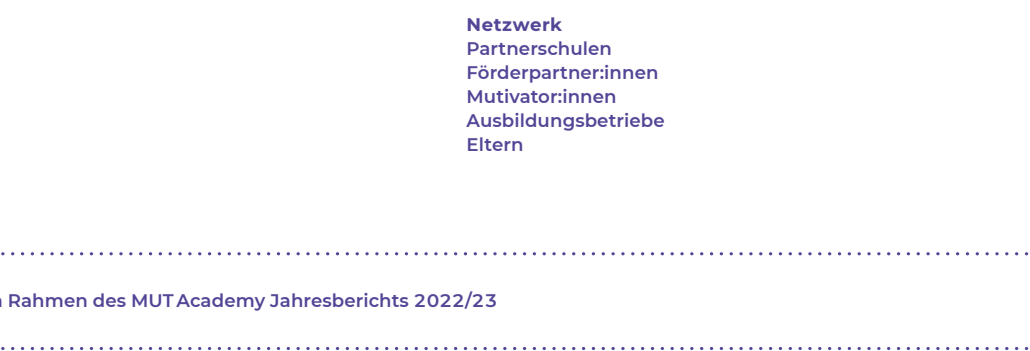 Netzwerk
Partnerschulen
Förderpartner:innen
Mutivator:innen
Ausbildungsbetriebe
Eltern
Rahmen des MUT Academy Jahresberichts 2022/23